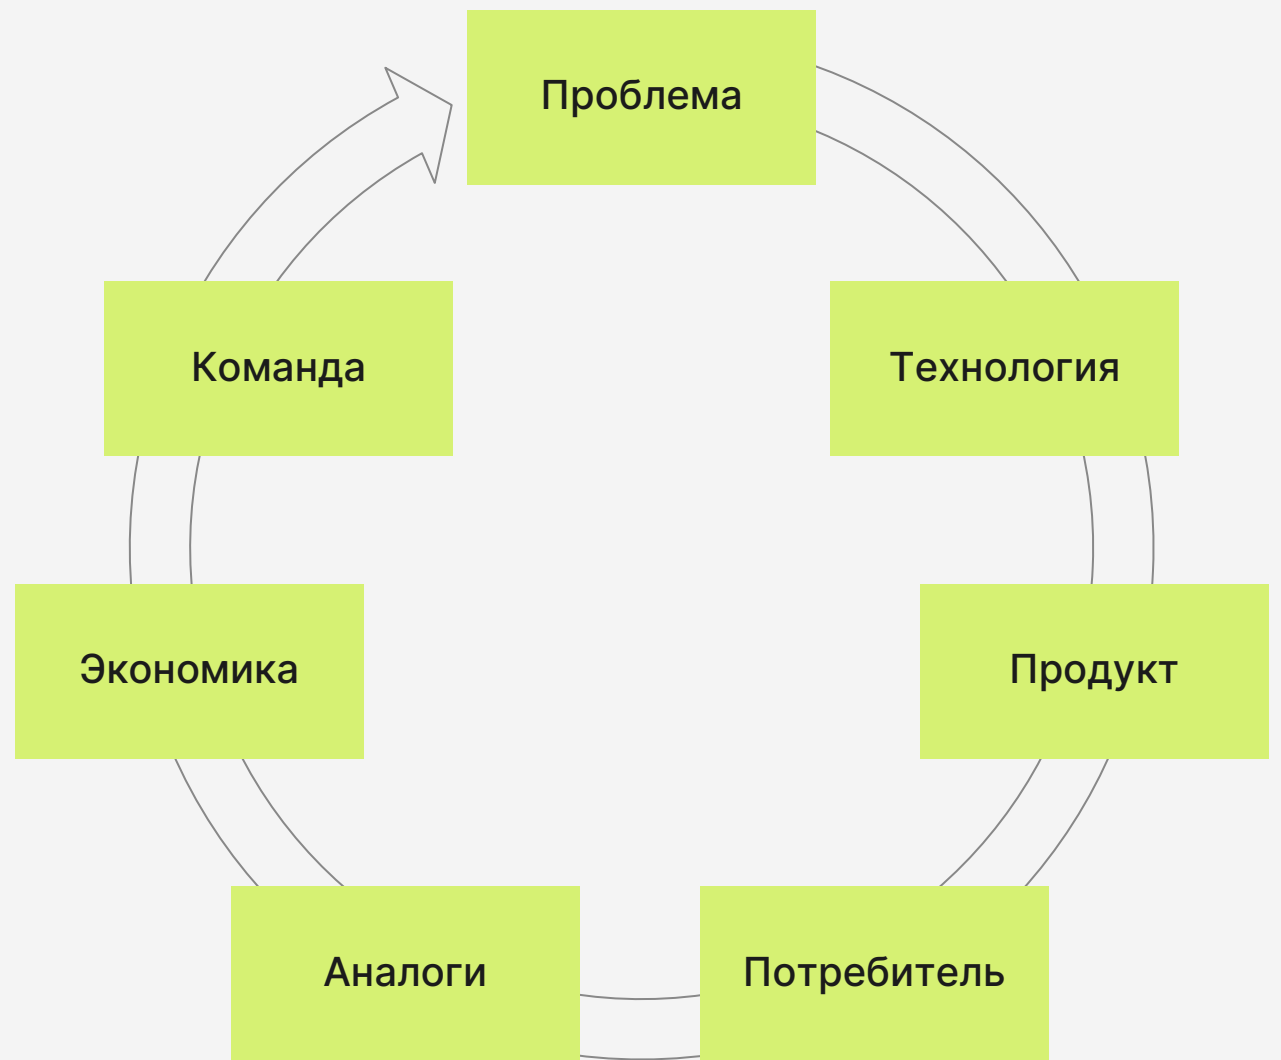 Проблема
Технология
Продукт
Потребитель
Аналоги
Экономика
Команда